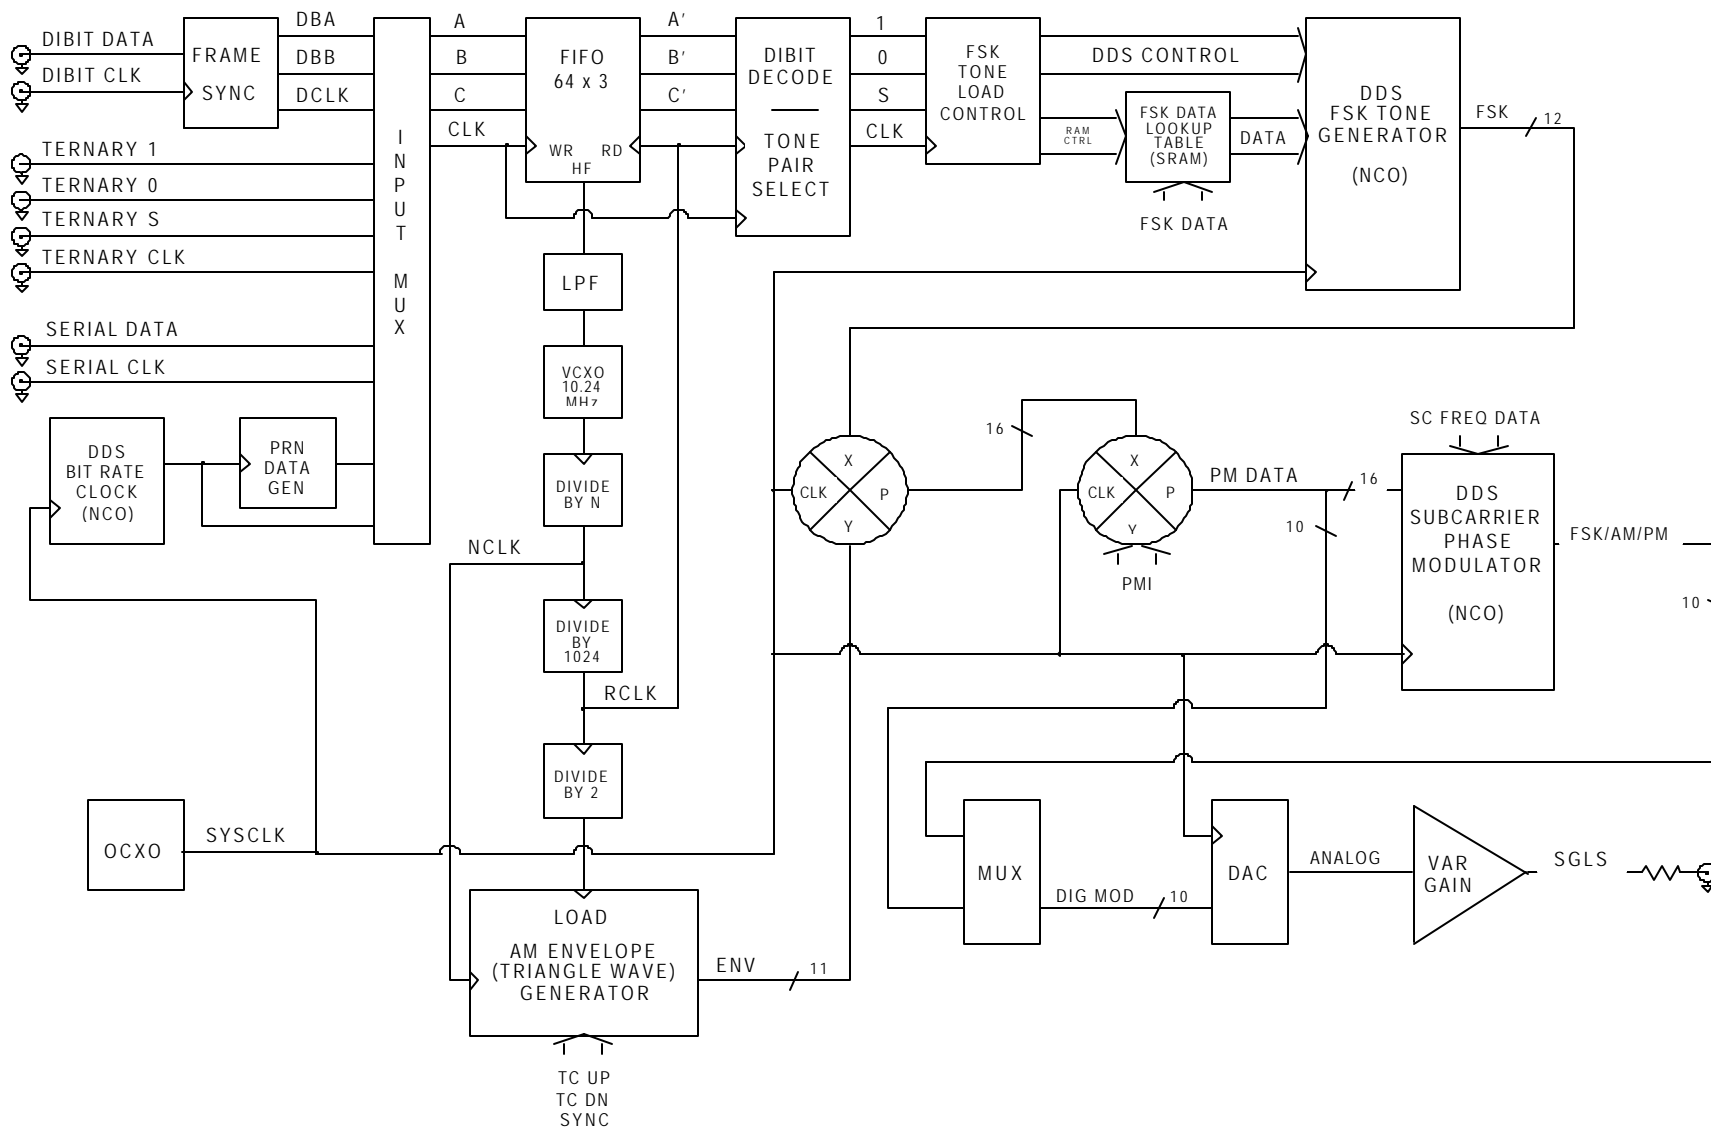 DIBIT DATA
DIBIT CLK
FRAME
SYNC
DBA
DBB
DCLK
TERNARY 1
TERNARY 0
TERNARY S
TERNARY CLK
SERIAL DATA
SERIAL CLK
INPUT MUX
A
B
C
CLK
FIFO
64 x 3
WR
RD
HF
A'
B'
C'
DIBIT
DECODE
TONE
PAIR
SELECT
1
0
S
CLK
FSK
TONE
LOAD
CONTROL
DDS CONTROL
RAM
CTRL
FSK DATA
LOOKUP
TABLE
(SRAM)
DATA
FSK DATA
DDS
FSK TONE
GENERATOR
(NCO)
FSK
12
LPF
VCXO
10.24
MHz
DIVIDE
BY N
NCLK
DIVIDE
BY
1024
RCLK
DIVIDE
BY 2
DDS
BIT RATE
CLOCK
(NCO)
PRN
DATA
GEN
OCXO
SYSCLK
LOAD
AM ENVELOPE
(TRIANGLE WAVE)
GENERATOR
TC UP
TC DN
SYNC
ENV
11
X
CLK
P
Y
16
X
CLK
P
Y
PMI
PM DATA
16
10
SC FREQ DATA
DDS
SUBCARRIER
PHASE
MODULATOR
(NCO)
FSK/AM/PM
10
MUX
DIG MOD
10
DAC
ANALOG
VAR
GAIN
SGLS